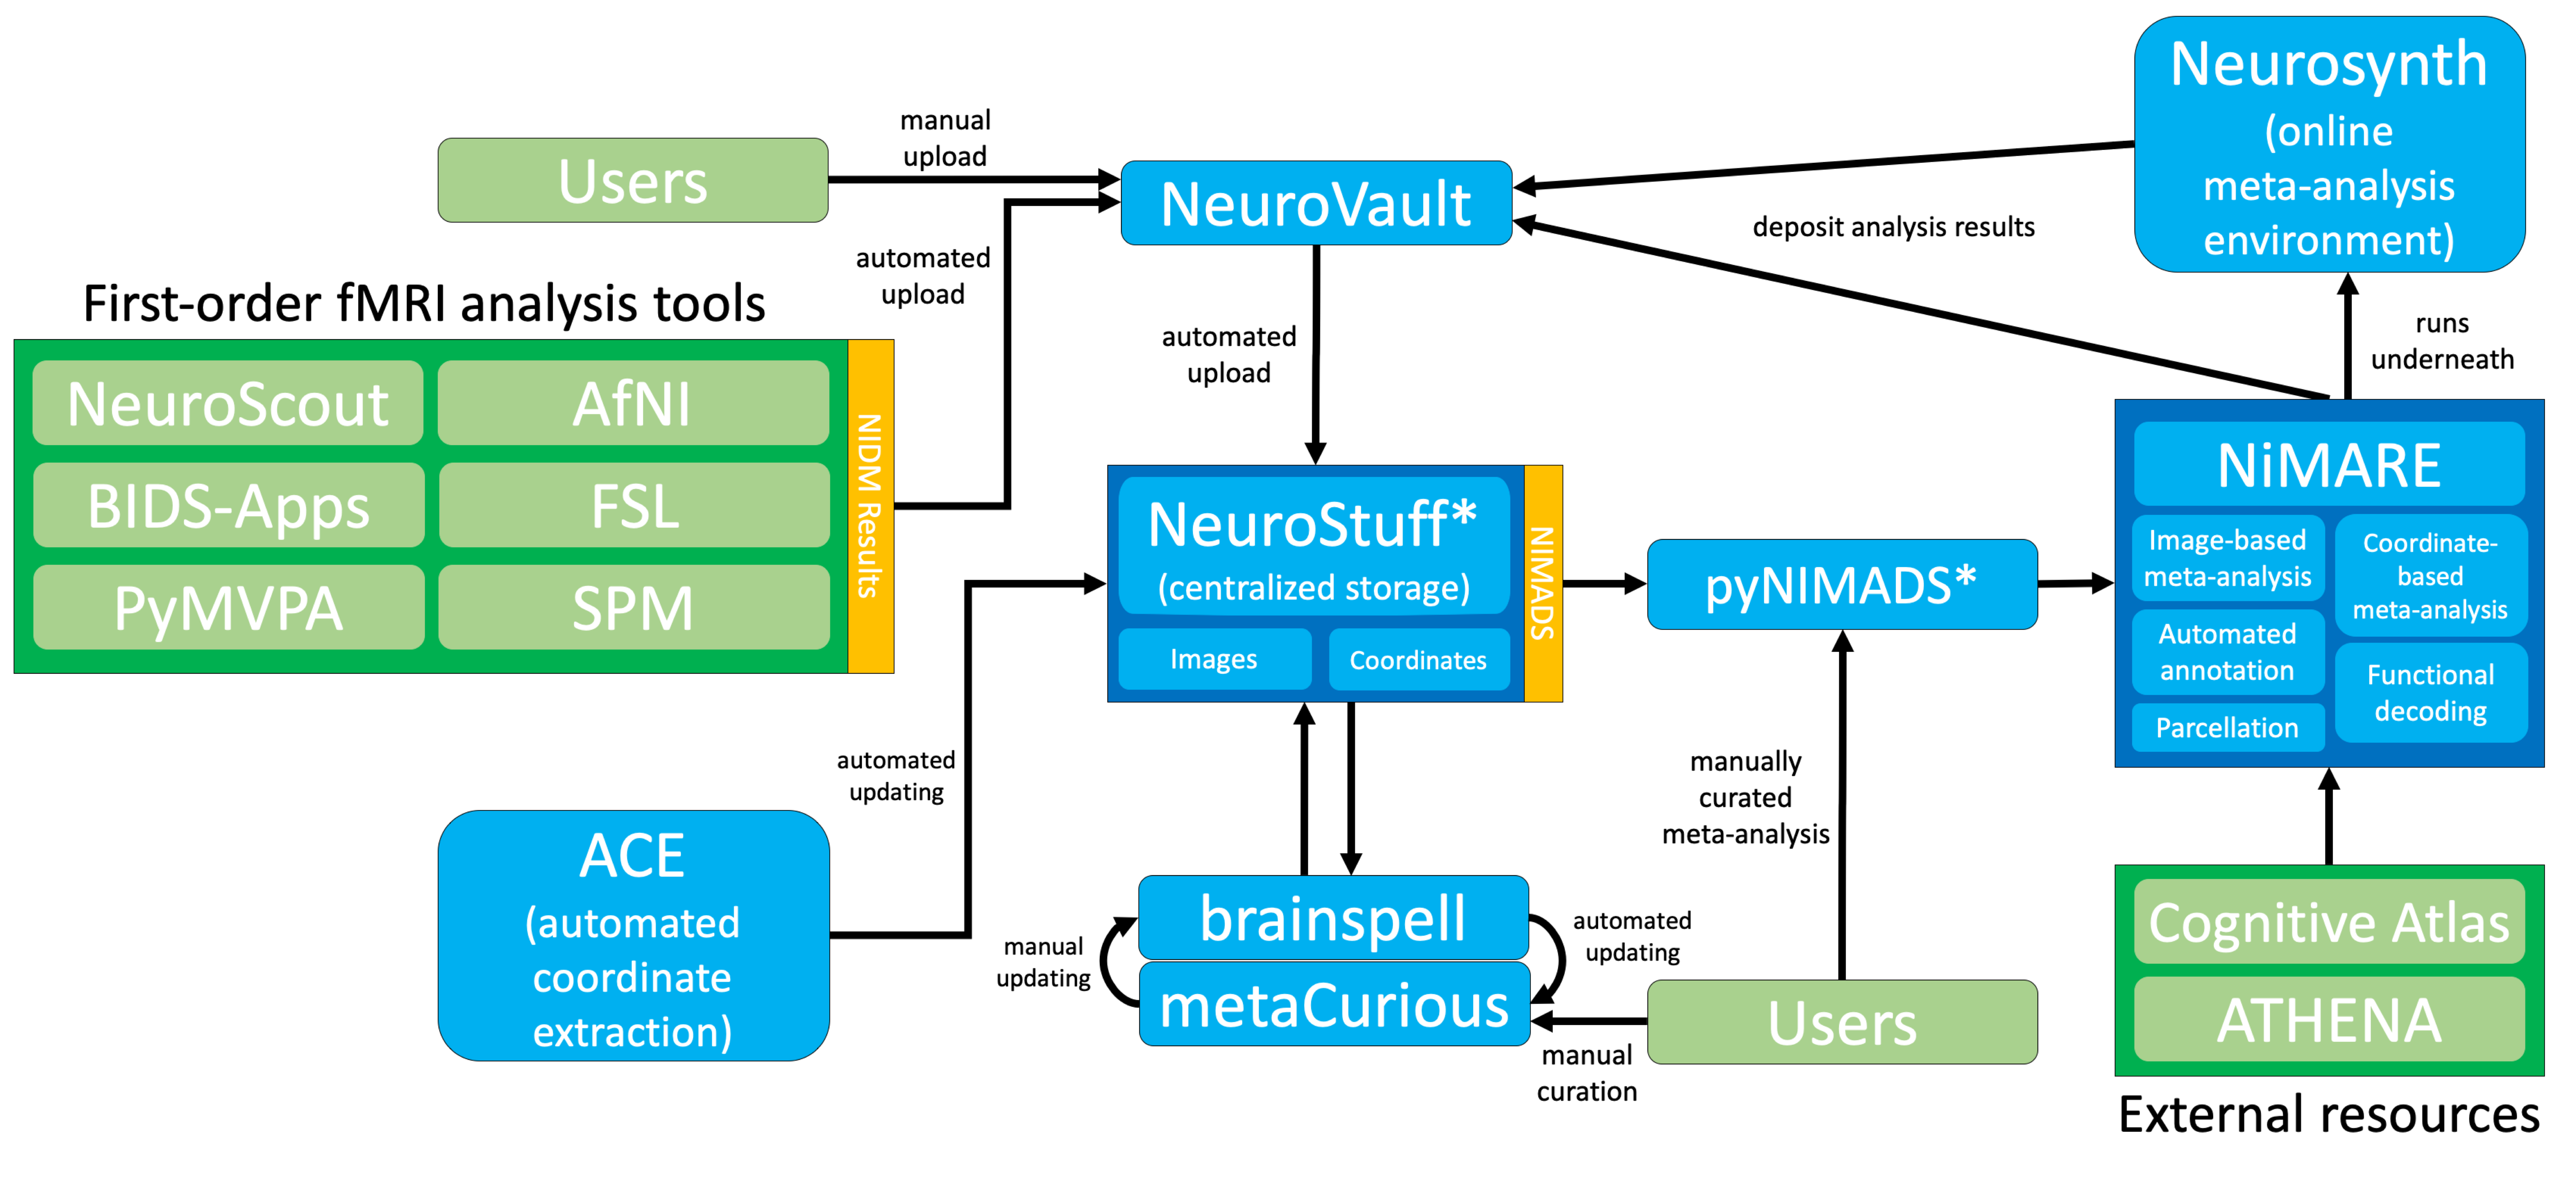 Neurosynth
(online
meta-analysis
environment)
manual
upload
Users
NeuroVault
deposit analysis results
automated
upload
First-order fMRI analysis tools
automated
upload
runs
underneath
NeuroScout
AfNI
BIDS-Apps
FSL
PyMVPA
SPM
NIDM Results
NeuroStuff*
(centralized storage)
Images
Coordinates
NIMADS
pyNIMADS*
NiMARE
Image-based
meta-analysis
Coordinate-
based
meta-analysis
Automated
annotation
Functional
decoding
Parcellation
automated
updating
manually
curated
meta-analysis
ACE
(automated
coordinate
extraction)
brainspell
metaCurious
manual
updating
automated
updating
Users
manual
curation
Cognitive Atlas
ATHENA
External resources